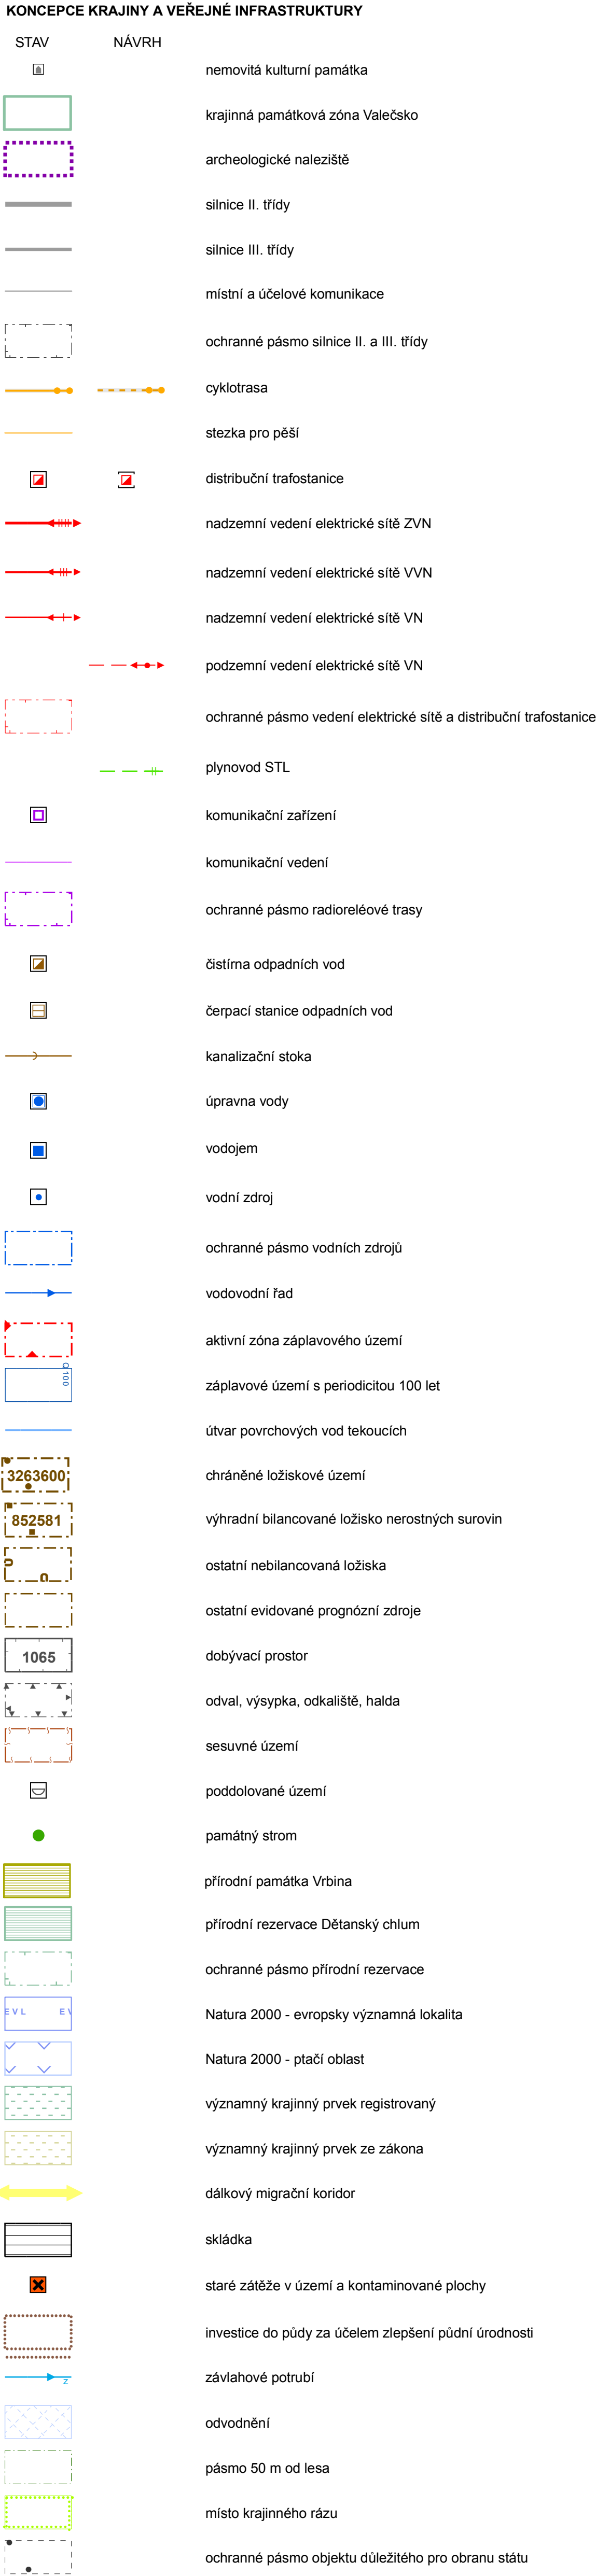 KONCEPCE KRAJINY A VEŘEJNÉ INFRASTRUKTURY
STAV NÁVRH
nemovitá kulturní památka
krajinná památková zóna Valečsko
archeologické naleziště
silnice II. třídy
silnice III. třídy
místní a účelové komunikace
ochranné pásmo silnice II. a III. třídy
cyklotrasa
stezka pro pěší
distribuční trafostanice
nadzemní vedení elektrické sítě ZVN
nadzemní vedení elektrické sítě VVN
nadzemní vedení elektrické sítě VN
podzemní vedení elektrické sítě VN
ochranné pásmo vedení elektrické sítě a distribuční trafostanice
plynovod STL
komunikační zařízení
komunikační vedení
ochranné pásmo radioreléové trasy
čistírna odpadních vod
čerpací stanice odpadních vod
kanalizační stoka
úpravna vody
vodojem
vodní zdroj
ochranné pásmo vodních zdrojů
vodovodní řad
aktivní zóna záplavového území
Q100 záplavové území s periodicitou 100 let
útvar povrchových vod tekoucích
3263600 chráněné ložiskové území
852581 výhradní bilancované ložisko nerostných surovin
ostatní nebilancovaná ložiska
ostatní evidované prognózní zdroje
1065 dobývací prostor
odval, výsypka, odkaliště, halda
sesuvné území
poddolované území
památný strom
přírodní památka Vrbina
přírodní rezervace Dětanský chlum
ochranné pásmo přírodní rezervace
EVL EV Natura 2000 - evropsky významná lokalita
Natura 2000 - ptačí oblast
významný krajinný prvek registrovaný
významný krajinný prvek ze zákona
dálkový migrační koridor
skládka
staré zátěže v území a kontaminované plochy
investice do půdy za účelem zlepšení půdní úrodnosti
z závlahové potrubí
odvodnění
pásmo 50 m od lesa
místo krajinného rázu
ochranné pásmo objektu důležitého pro obranu státu